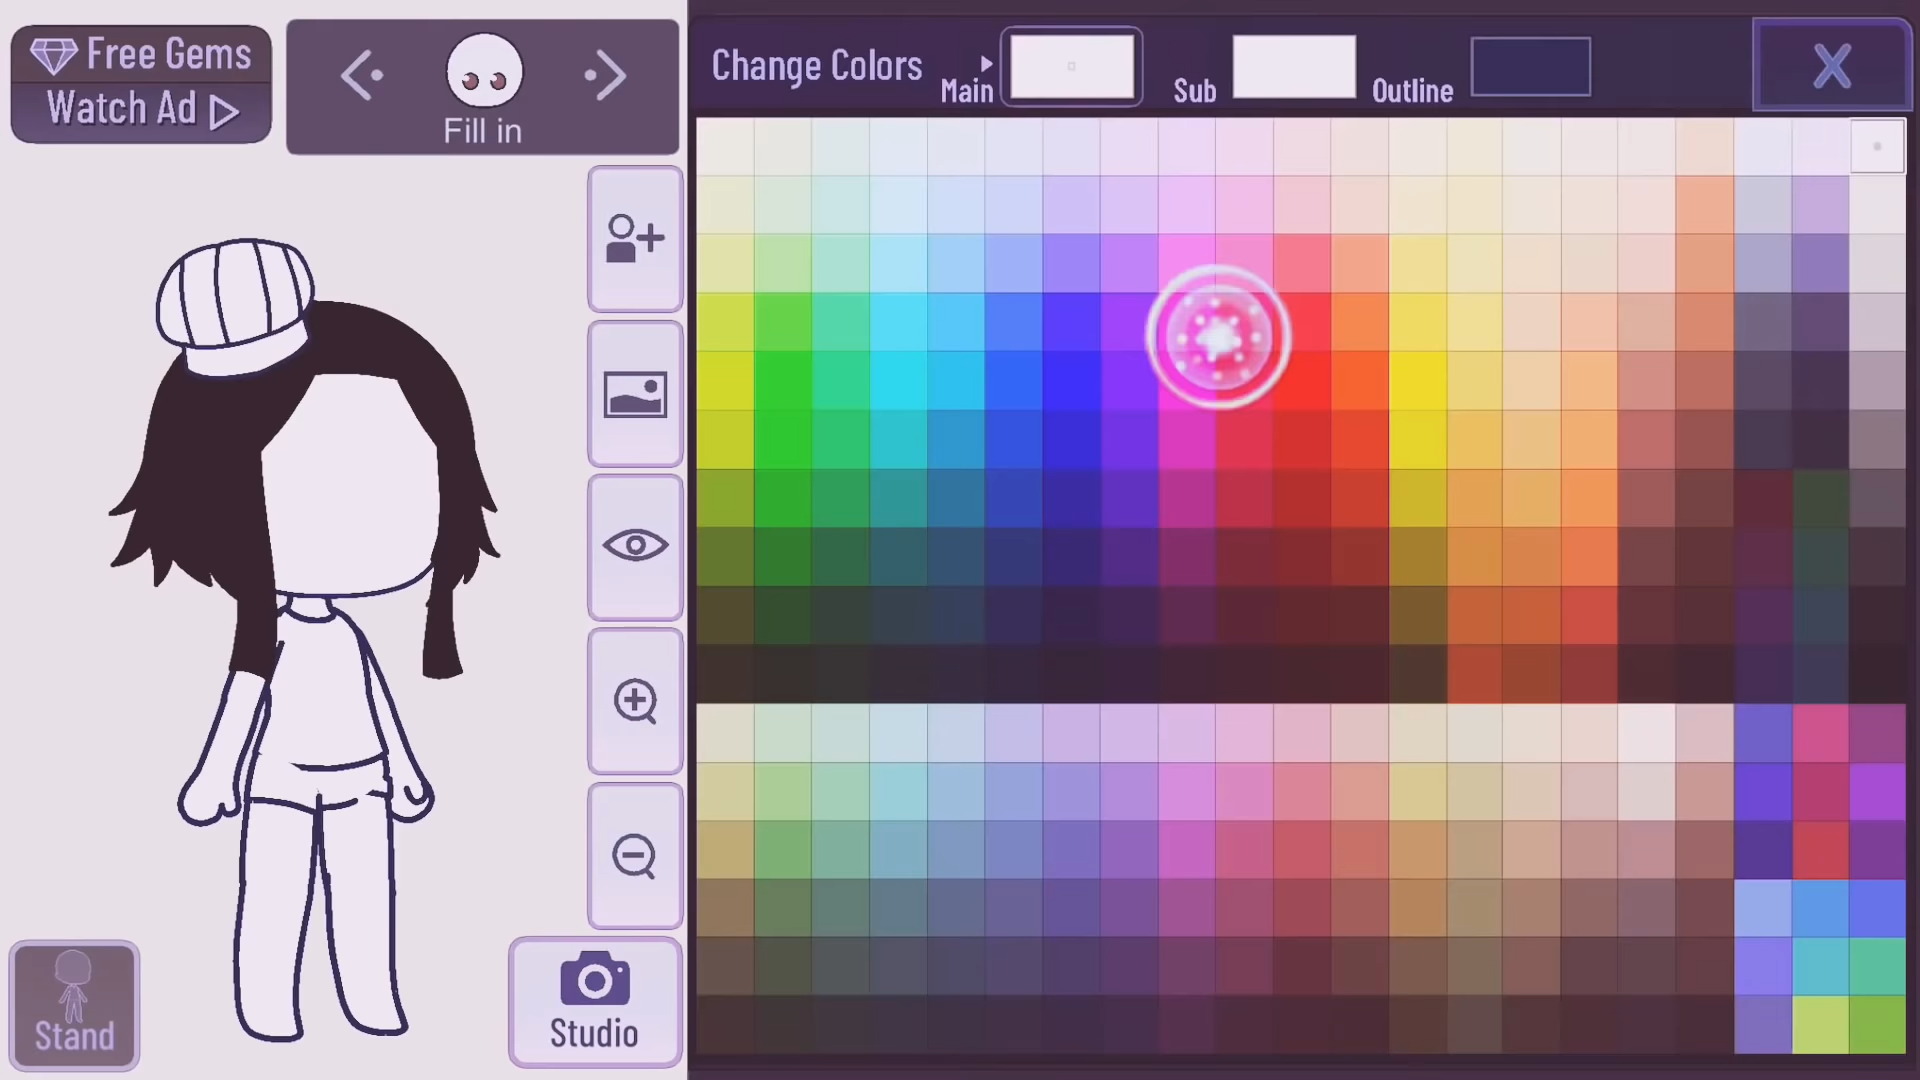 Free Gems
Watch Ad
Fill in
Change Colors
Main
Sub
Outline
X
Stand
Studio